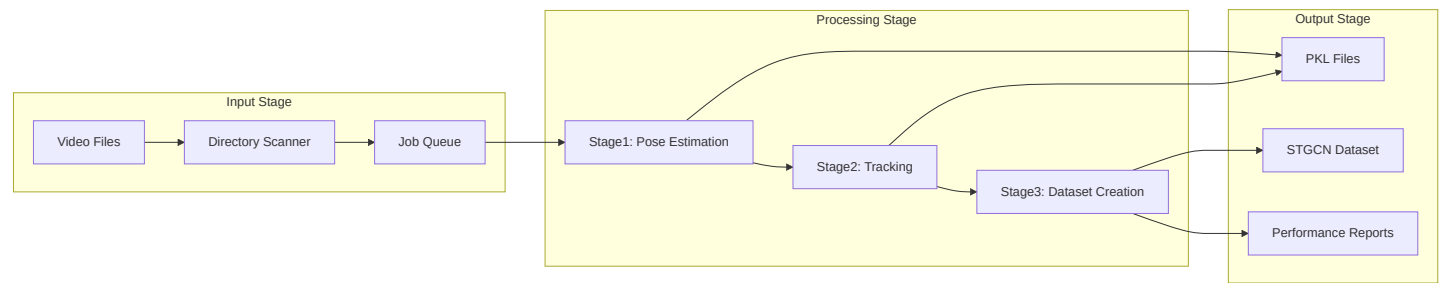 Input Stage
Video Files
Directory Scanner
Job Queue
Processing Stage
Stage1: Pose Estimation
Stage2: Tracking
Stage3: Dataset Creation
Output Stage
PKL Files
STGCN Dataset
Performance Reports